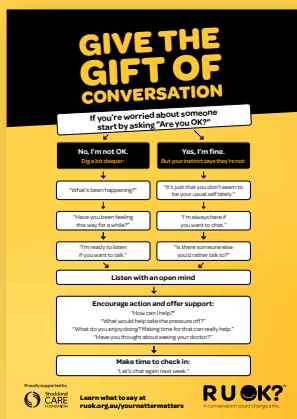 GIVE THE
GIFT OF
CONVERSATION
If you're worried about someone
start by asking "Are you OK?"
No, I'm not OK.
Dig a bit deeper:
Yes, I'm fine.
But your instinct says they're not
"What's been happening?"
"It's just that you don't seem to
be your usual self lately."
"Have you been feeling
this way for a while?"
"I'm always here if
you want to chat."
"I'm ready to listen
if you want to talk."
"Is there someone else
you'd rather talk to?"
Listen with an open mind
Encourage action and offer support:
"How can I help?"
"What would help take the pressure off?"
"What do you enjoy doing? Making time for that can really help."
"Have you thought about seeing your doctor?"
Make time to check in:
"Let's chat again next week."
Proudly supported by
Stockland
CARE
FOUNDATION
Learn what to say at
ruok.org.au/yournattermatters
R U OK?™
A conversation could change a life.